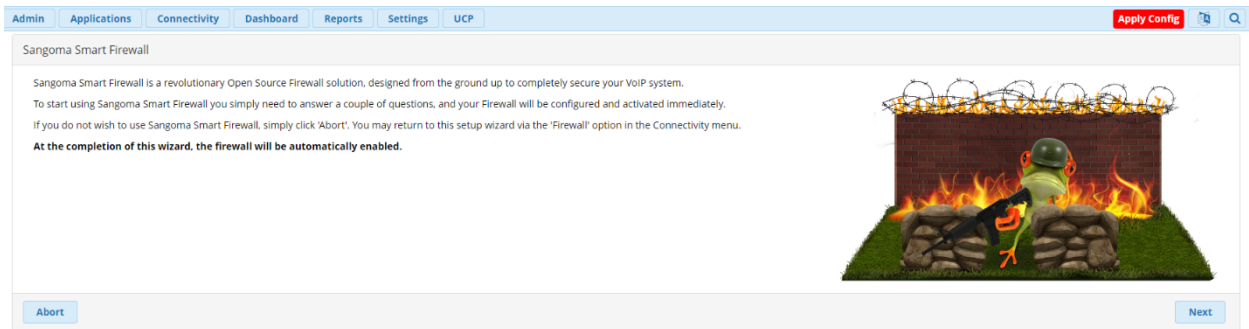 Admin Applications Connectivity Dashboard Reports Settings UCP Apply Config
Sangoma Smart Firewall
Sangoma Smart Firewall is a revolutionary Open Source Firewall solution, designed from the ground up to completely secure your VoIP system.
To start using Sangoma Smart Firewall you simply need to answer a couple of questions, and your Firewall will be configured and activated immediately.
If you do not wish to use Sangoma Smart Firewall, simply click 'Abort'. You may return to this setup wizard via the 'Firewall' option in the Connectivity menu.
At the completion of this wizard, the firewall will be automatically enabled.
Abort Next